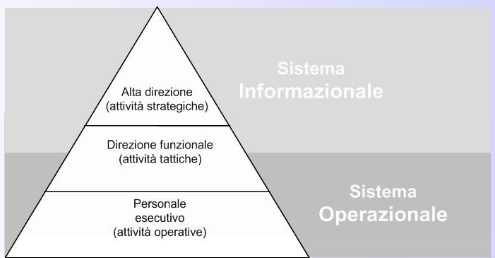 Sistema
Informazionale
Alta direzione
(attività strategiche)
Direzione funzionale
(attività tattiche)
Personale
esecutivo
(attività operative)
Sistema
Operazionale